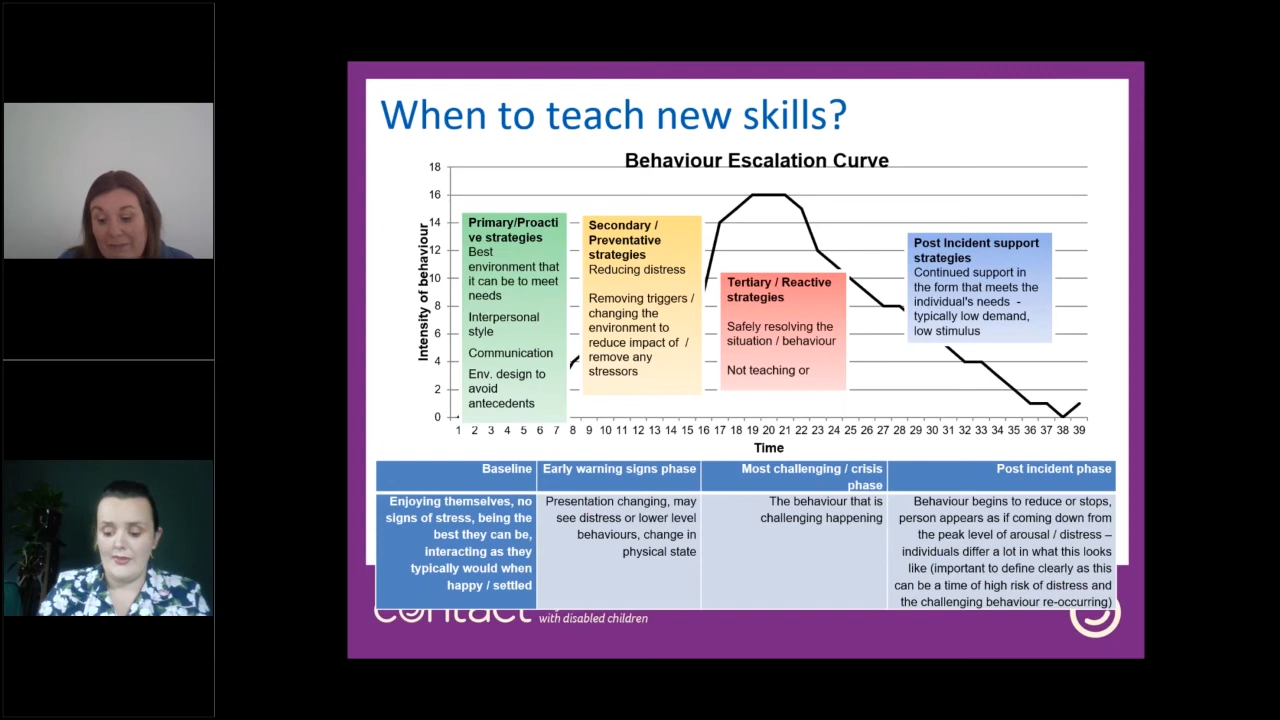 When to teach new skills?
Behaviour Escalation Curve
Intensity of behaviour
18
16
14
12
10
8
6
4
2
0
Primary/Proacti
ve strategies
Best
environment that
it can be to meet
needs
Interpersonal
style
Communication
Env. design to
avoid
antecedents
Secondary /
Preventative
strategies
Reducing distress
Removing triggers /
changing the
environment to
reduce impact of /
remove any
stressors
Tertiary / Reactive
strategies
Safely resolving the
situation / behaviour
Not teaching or
Post Incident support
strategies
Continued support in
the form that meets the
individual's needs -
typically low demand,
low stimulus
1 2 3 4 5 6 7 8 9 10 11 12 13 14 15 16 17 18 19 20 21 22 23 24 25 26 27 28 29 30 31 32 33 34 35 36 37 38 39
Time
Baseline
Enjoying themselves, no
signs of stress, being the
best they can be,
interacting as they
typically would when
happy / settled
Early warning signs phase
Presentation changing, may
see distress or lower level
behaviours, change in
physical state
Most challenging / crisis
phase
The behaviour that is
challenging happening
Post incident phase
Behaviour begins to reduce or stops,
person appears as if coming down from
the peak level of arousal / distress –
individuals differ a lot in what this looks
like (important to define clearly as this
can be a time of high risk of distress and
the challenging behaviour re-occurring)
contact
with disabled children